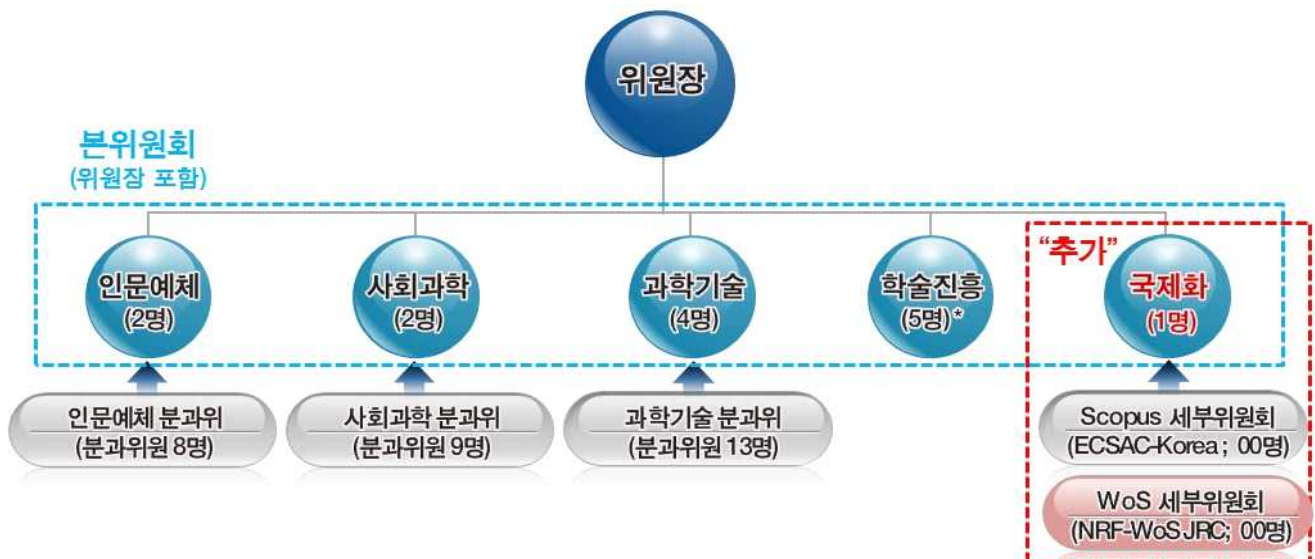 위원장
본위원회
(위원장 포함)
“추가”
인문예체
(2명)
사회과학
(2명)
과학기술
(4명)
학술진흥
(5명)*
국제화
(1명)
인문예체 분과위
(분과위원 8명)
사회과학 분과위
(분과위원 9명)
과학기술 분과위
(분과위원 13명)
Scopus 세부위원회
(ECSAC-Korea ; 00명)
WoS 세부위원회
(NRF-WoS JRC; 00명)